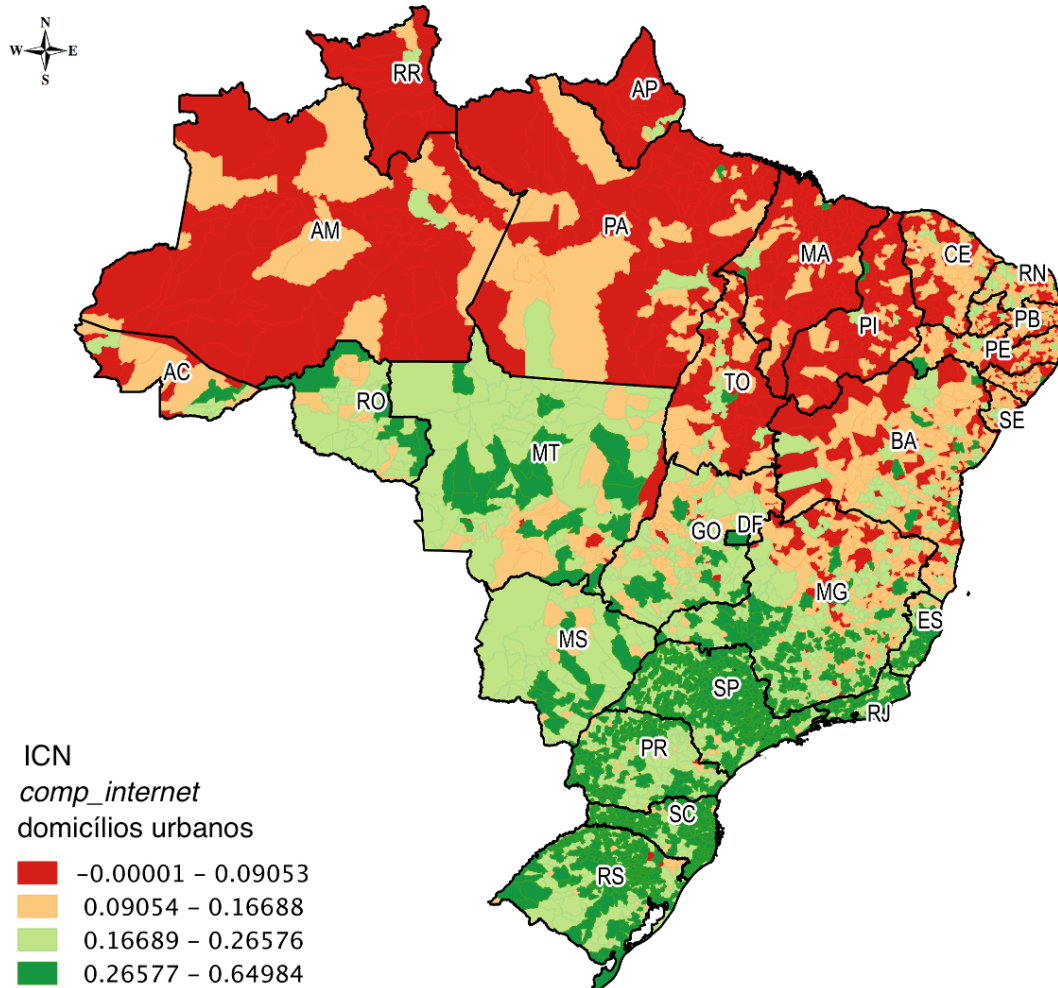 N
W E
S
RR
AP
AM
PA
MA
CE
RN
PB
PI
PE
AC
TO
RO
SE
BA
MT
GO
DF
MG
ES
MS
SP
RJ
PR
SC
RS
ICN
comp_internet
domicílios urbanos
-0.00001 – 0.09053
0.09054 – 0.16688
0.16689 – 0.26576
0.26577 – 0.64984